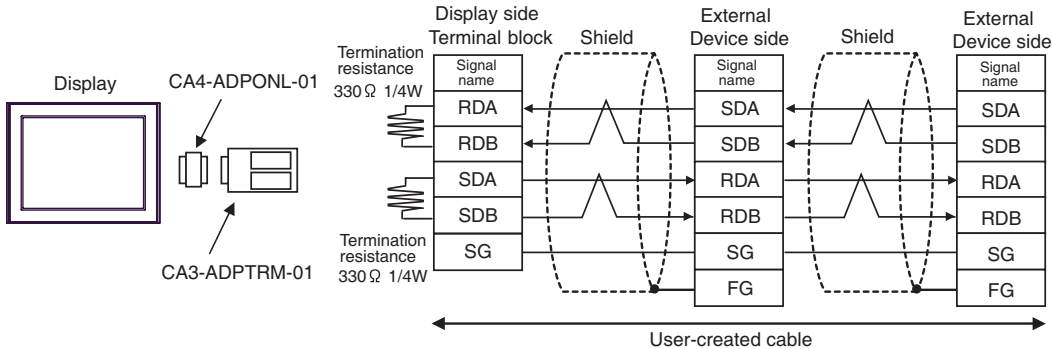 Display
CA4-ADPONL-01
CA3-ADPTRM-01
Termination
resistance
330Ω 1/4W
Termination
resistance
330Ω 1/4W
Display side
Terminal block
Signal
name
RDA
RDB
SDA
SDB
SG
Shield
External
Device side
Signal
name
SDA
SDB
RDA
RDB
SG
FG
Shield
External
Device side
Signal
name
SDA
SDB
RDA
RDB
SG
FG
User-created cable